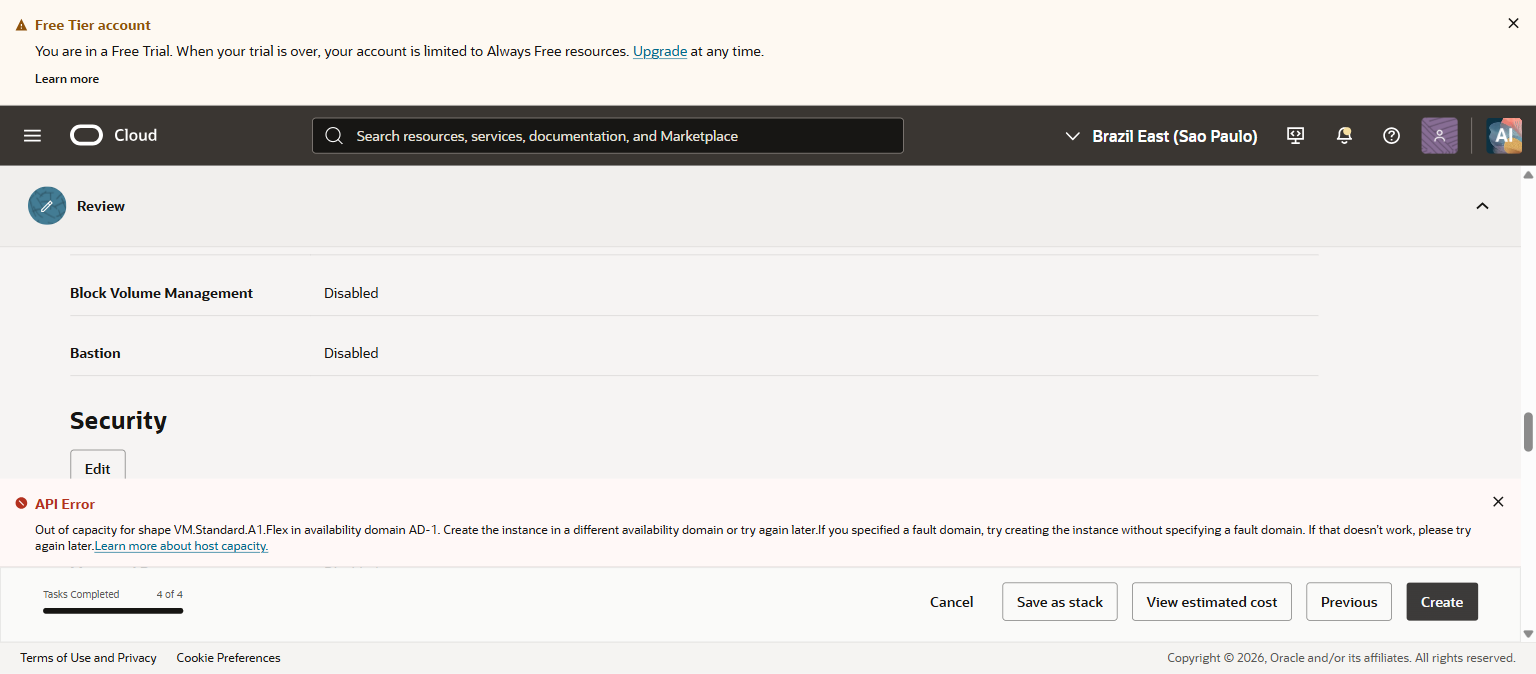 Free Tier account
You are in a Free Trial. When your trial is over, your account is limited to Always Free resources. Upgrade at any time.
Learn more
Cloud
Search resources, services, documentation, and Marketplace
Brazil East (Sao Paulo)
AI
Review
Block Volume Management Disabled
Bastion Disabled
Security
Edit
API Error
Out of capacity for shape VM.Standard.A1.Flex in availability domain AD-1. Create the instance in a different availability domain or try again later.If you specified a fault domain, try creating the instance without specifying a fault domain. If that doesn't work, please try
again later.Learn more about host capacity.
Tasks Completed 4 of 4
Cancel
Save as stack
View estimated cost
Previous
Create
Terms of Use and Privacy
Cookie Preferences
Copyright © 2026, Oracle and/or its affiliates. All rights reserved.